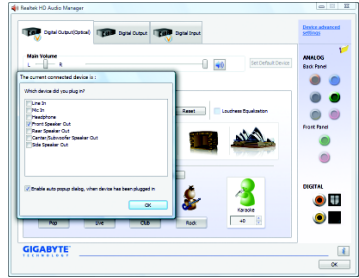 Realtek HD Audio Manager
Digital Output(Optical)
Digital Output
Digital Input
Device advanced settings
Main Volume
L
R
Set Default Device
ANALOG
Back Panel
The current connected device is :
Which device did you plug in?
Line In
Mic In
Headphone
Front Speaker Out
Rear Speaker Out
Center/Subwoofer Speaker Out
Side Speaker Out
Enable auto popup dialog, when device has been plugged in
OK
Reset
Loudness Equalization
Front Panel
Karaoke
+0
Pop
Live
Club
Rock
DIGITAL
GIGABYTE
TECHNOLOGY
OK